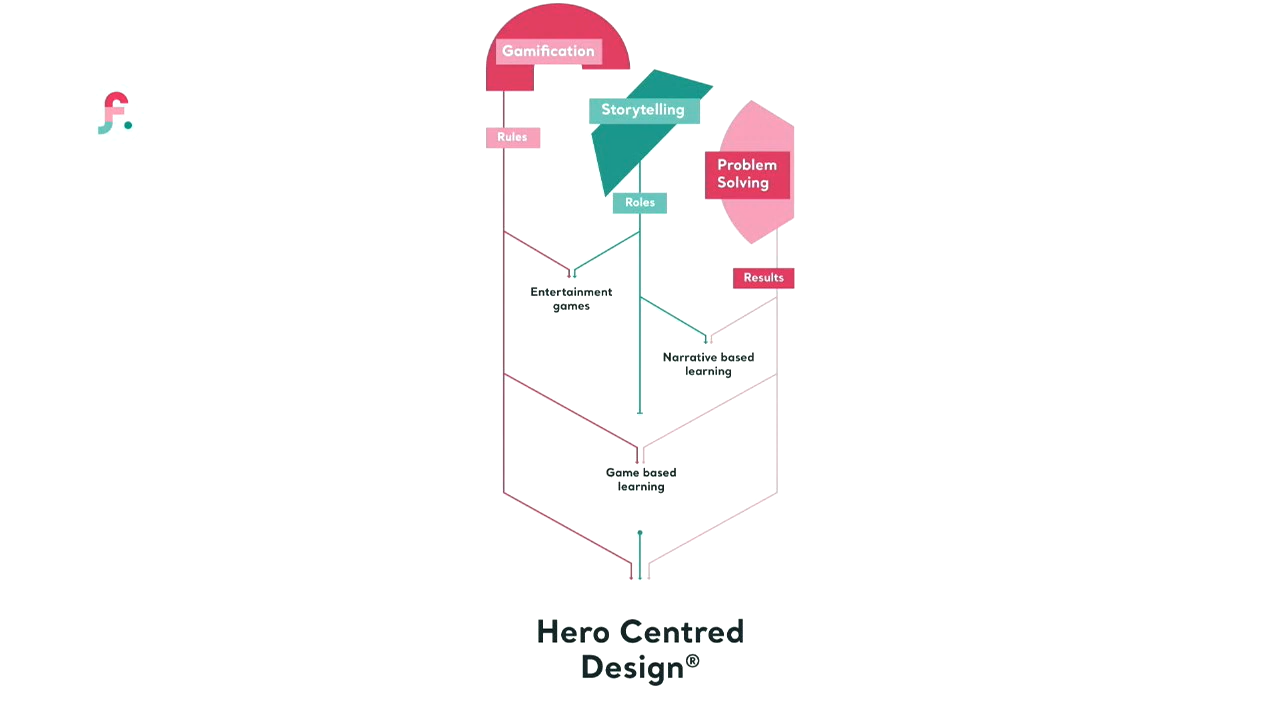 Gamification
Storytelling
Rules
Problem
Solving
Roles
Results
Entertainment
games
Narrative based
learning
Game based
learning
Hero Centred
Design®